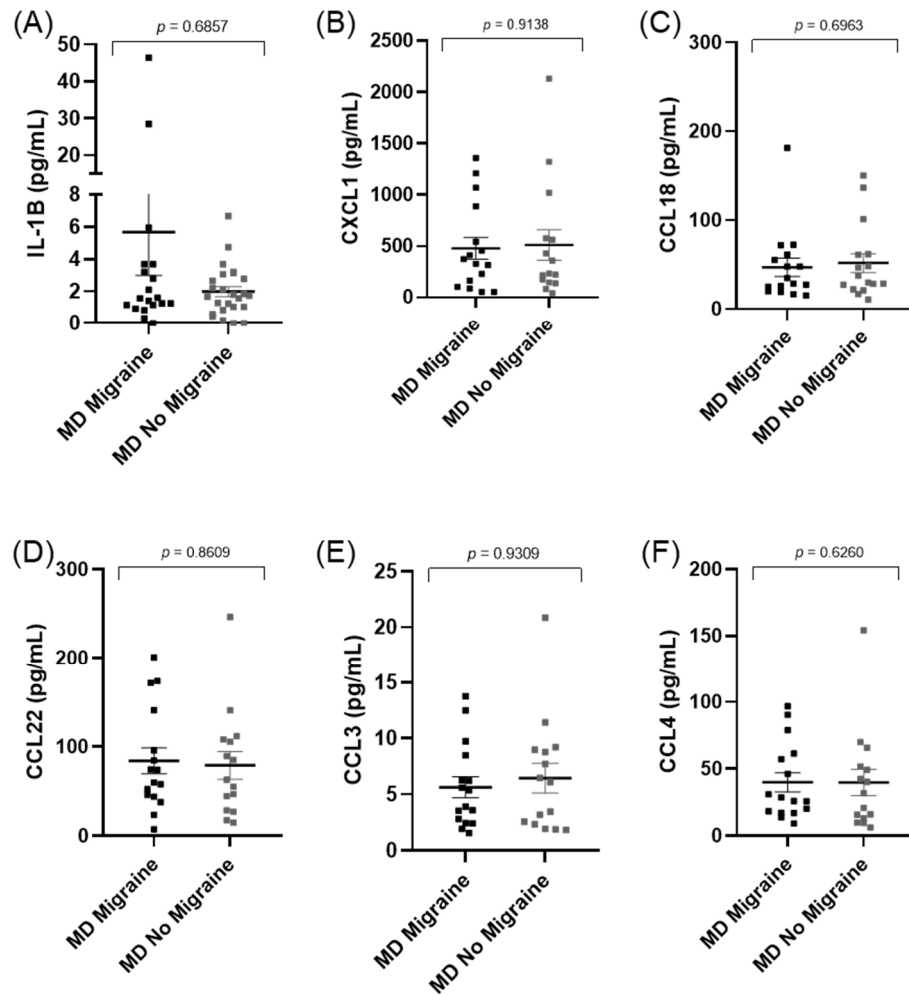 (A)
p = 0.6857
IL-1B (pg/mL)
50
40
30
20
8
6
4
2
0
MD Migraine
MD No Migraine
(B)
p = 0.9138
CXCL1 (pg/mL)
2500
2000
1500
1000
500
0
MD Migraine
MD No Migraine
(C)
p = 0.6963
CCL18 (pg/mL)
300
200
100
0
MD Migraine
MD No Migraine
(D)
p = 0.8609
CCL22 (pg/mL)
300
200
100
0
MD Migraine
MD No Migraine
(E)
p = 0.9309
CCL3 (pg/mL)
25
20
15
10
5
0
MD Migraine
MD No Migraine
(F)
p = 0.6260
CCL4 (pg/mL)
200
150
100
50
0
MD Migraine
MD No Migraine